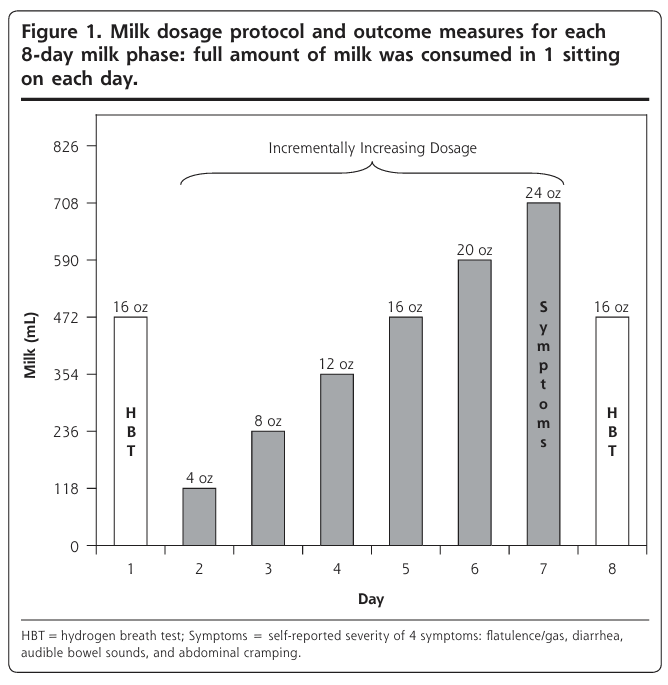 Figure 1. Milk dosage protocol and outcome measures for each
8-day milk phase: full amount of milk was consumed in 1 sitting
on each day.
826
Incrementally Increasing Dosage
708
24 oz
590
20 oz
472
16 oz
16 oz
16 oz
354
12 oz
236
8 oz
118
4 oz
0
Milk (mL)
HBT
Symptoms
HBT
1 2 3 4 5 6 7 8
Day
HBT = hydrogen breath test; Symptoms = self-reported severity of 4 symptoms: flatulence/gas, diarrhea,
audible bowel sounds, and abdominal cramping.